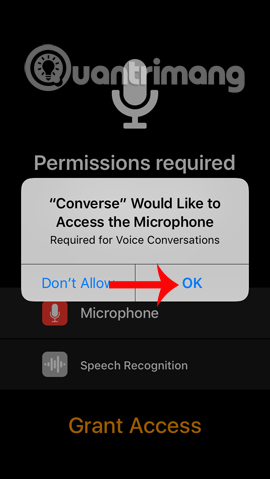 Quantrimang
Permissions required
“Converse” Would Like to
Access the Microphone
Required for Voice Conversations
Don’t Allow
OK
Microphone
Speech Recognition
Grant Access